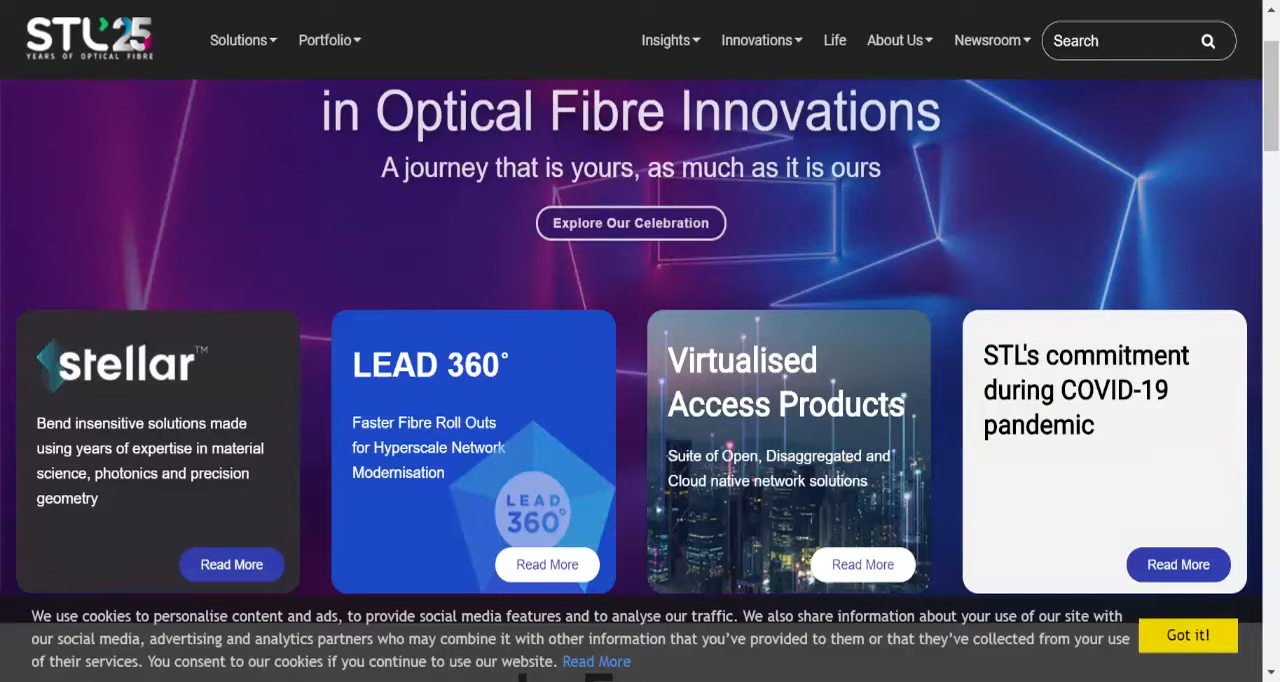 STL 25
YEARS OF OPTICAL FIBRE
Solutions
Portfolio
Insights
Innovations
Life
About Us
Newsroom
Search
in Optical Fibre Innovations
A journey that is yours, as much as it is ours
Explore Our Celebration
stellar™
Bend insensitive solutions made
using years of expertise in material
science, photonics and precision
geometry
Read More
LEAD 360°
Faster Fibre Roll Outs
for Hyperscale Network
Modernisation
LEAD
360°
Read More
Virtualised
Access Products
Suite of Open, Disaggregated and
Cloud native network solutions
Read More
STL's commitment
during COVID-19
pandemic
Read More
We use cookies to personalise content and ads, to provide social media features and to analyse our traffic. We also share information about your use of our site with
our social media, advertising and analytics partners who may combine it with other information that you've provided to them or that they've collected from your use
of their services. You consent to our cookies if you continue to use our website. Read More
Got it!